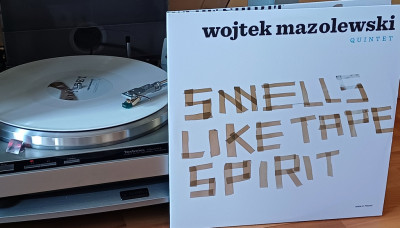 wojtek mazolewski
QUINTET
SMELLS
LIKE TAPE
SPIRIT